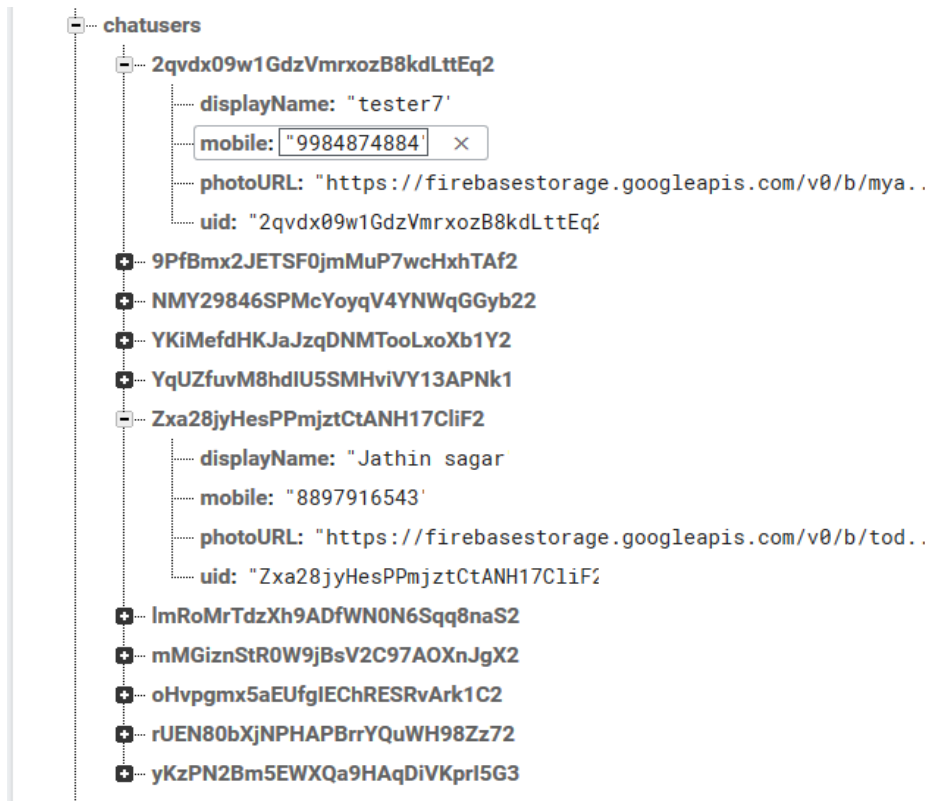 chatusers
2qvdx09w1GdzVmrxozB8kdLttEq2
displayName: "tester7'
mobile: "9984874884' ×
photoURL: "https://firebasestorage.googleapis.com/v0/b/mya..
uid: "2qvdx09w1GdzVmrxozB8kdLttEq2
9PfBmx2JETSF0jmMuP7wcHxhTAf2
NMY29846SPMcYoyqV4YNWqGGyb22
YKiMefdHKJaJzqDNMTooLxoXb1Y2
YqUZfuvM8hdIU5SMHviVY13APNk1
Zxa28jyHesPPmjztCtANH17CliF2
displayName: "Jathin sagar
mobile: "8897916543'
photoURL: "https://firebasestorage.googleapis.com/v0/b/tod..
uid: "Zxa28jyHesPPmjztCtANH17CliF2
lmRoMrTdzXh9ADfWN0N6Sqq8naS2
mMGiznStR0W9jBsV2C97AOXnJgX2
oHvpgmx5aEUfgIEChRESRvArk1C2
rUEN80bXjNPHAPBrrYQuWH98Zz72
yKzPN2Bm5EWXQa9HAqDiVKprI5G3